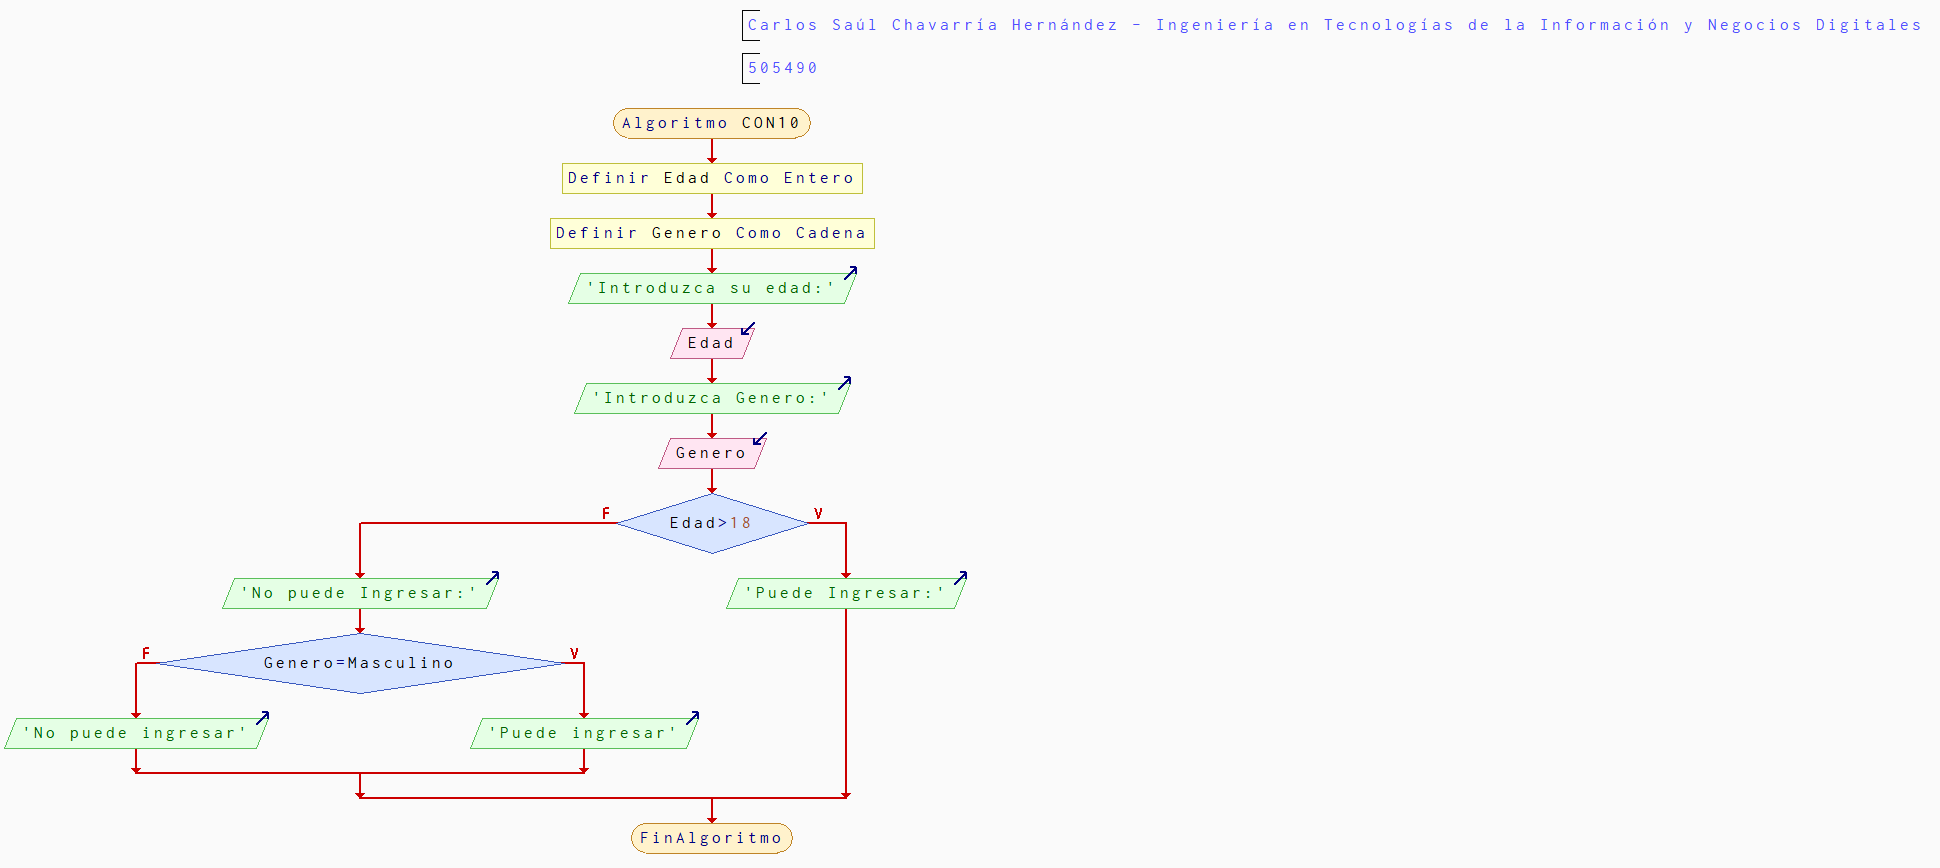 Carlos Saúl Chavarría Hernández - Ingeniería en Tecnologías de la Información y Negocios Digitales
505490
Algoritmo CON10
Definir Edad Como Entero
Definir Genero Como Cadena
'Introduzca su edad:'
Edad
'Introduzca Genero:'
Genero
F
V
Edad>18
'No puede Ingresar:'
'Puede Ingresar:'
F
V
Genero=Masculino
'No puede ingresar'
'Puede ingresar'
FinAlgoritmo